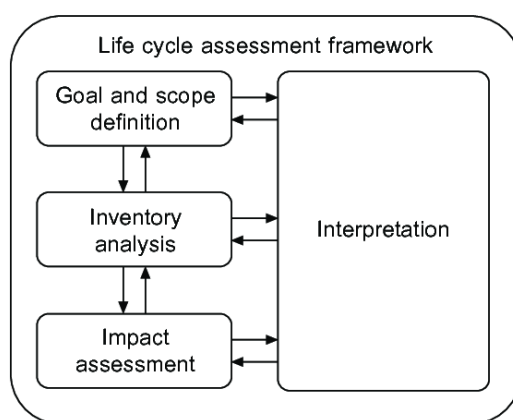 Life cycle assessment framework
Goal and scope
definition
Inventory
analysis
Impact
assessment
Interpretation